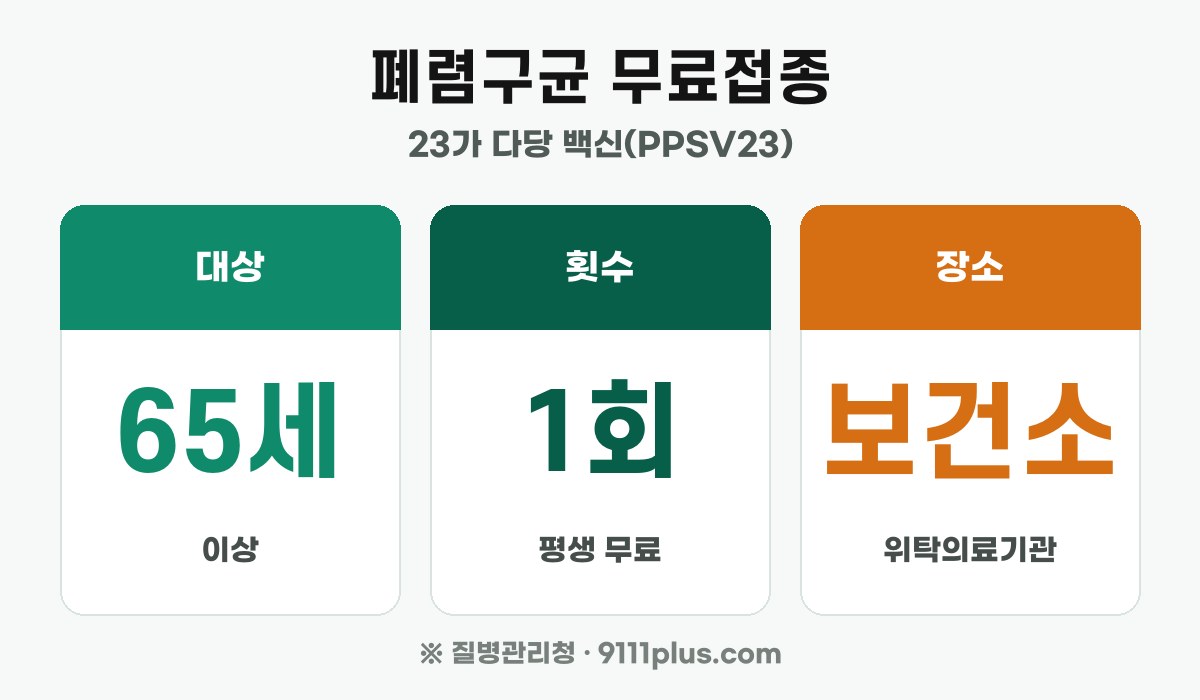 폐렴구균 무료접종
23가 다당 백신(PPSV23)
대상
65세
이상
횟수
1회
평생 무료
장소
보건소
위탁의료기관
※ 질병관리청 · 9111plus.com